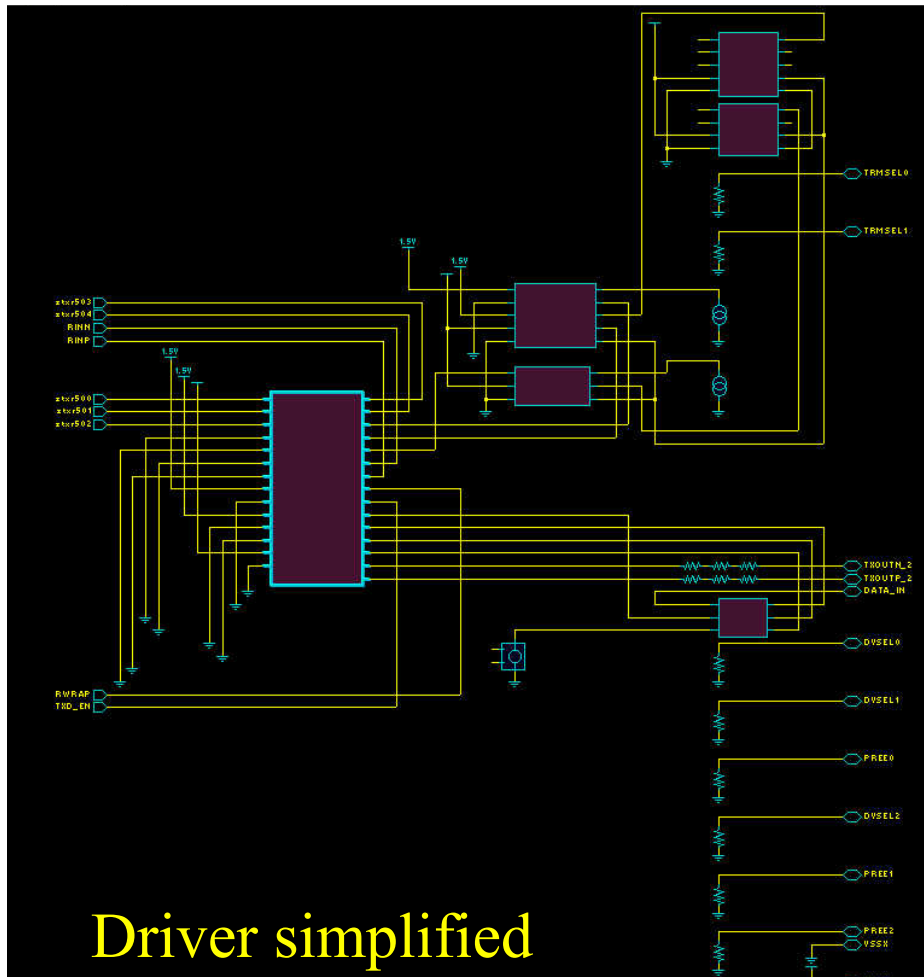 TRMSEL0
TRMSEL1
1.5V
1.5V
ztxr503
ztxr504
RINN
RINP
1.5V
1.5V
ztxr500
ztxr501
ztxr502
TXOUTN_2
TXOUTP_2
DATA_IN
DVSEL0
RWRAP
TXD_EN
DVSEL1
PREE0
DVSEL2
PREE1
PREE2
VSSX
Driver simplified